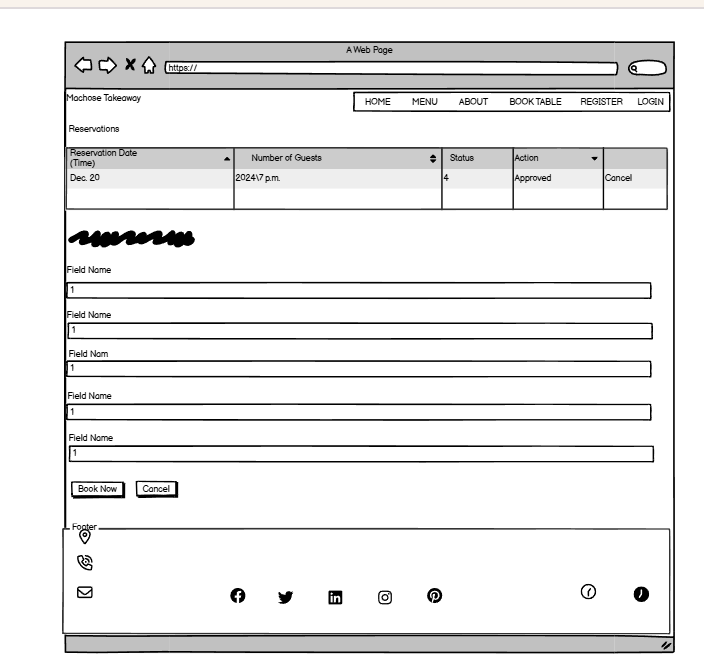 A Web Page
https://
Machose Takeaway
HOME MENU ABOUT BOOK TABLE REGISTER LOGIN
Reservations
Reservation Date
(Time)
Number of Guests Status Action
Dec. 20 2024\7 p.m. 4 Approved Cancel
Field Name
1
Field Name
1
Field Nam
1
Field Name
1
Field Name
1
Book Now Cancel
Footer